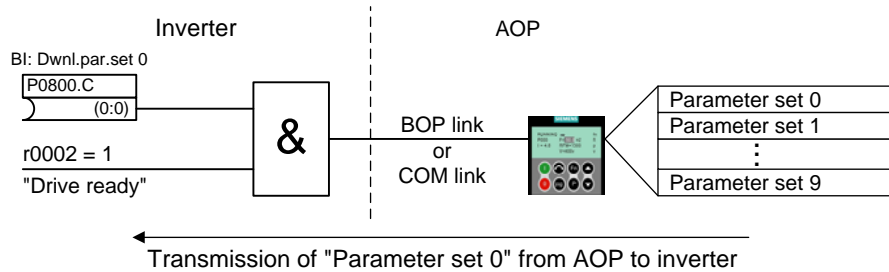 Inverter
AOP
BI: Dwnl.par.set 0
P0800.C
(0:0)
&
r0002 = 1
"Drive ready"
BOP link
or
COM link
SIEMENS
Parameter set 0
Parameter set 1
⋮
Parameter set 9
Transmission of "Parameter set 0" from AOP to inverter